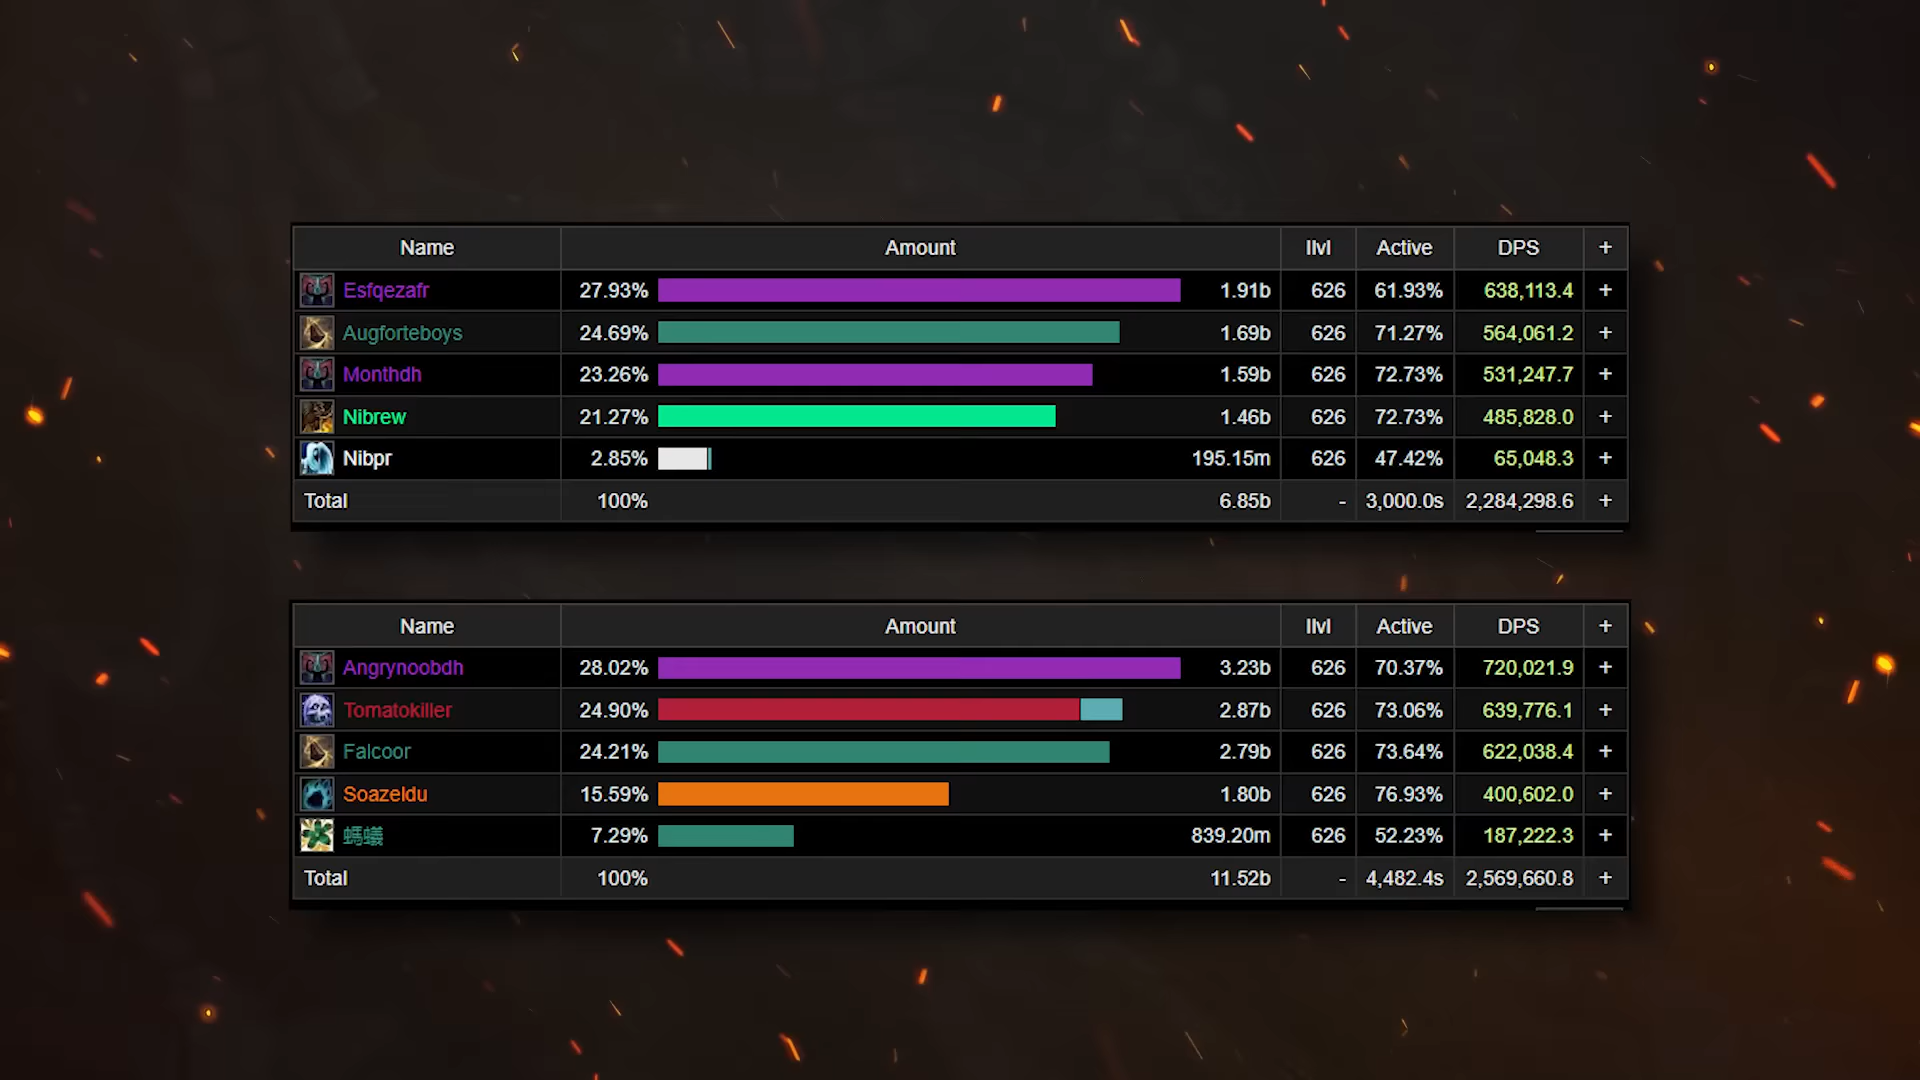 Name Amount Ilvl Active DPS +
Esfqezafr 27.93% 1.91b 626 61.93% 638,113.4 +
Augforteboys 24.69% 1.69b 626 71.27% 564,061.2 +
Monthdh 23.26% 1.59b 626 72.73% 531,247.7 +
Nibrew 21.27% 1.46b 626 72.73% 485,828.0 +
Nibpr 2.85% 195.15m 626 47.42% 65,048.3 +
Total 100% 6.85b - 3,000.0s 2,284,298.6 +
Name Amount Ilvl Active DPS +
Angrynoobdh 28.02% 3.23b 626 70.37% 720,021.9 +
Tomatokiller 24.90% 2.87b 626 73.06% 639,776.1 +
Falcoor 24.21% 2.79b 626 73.64% 622,038.4 +
Soazeldu 15.59% 1.80b 626 76.93% 400,602.0 +
螞蟻 7.29% 839.20m 626 52.23% 187,222.3 +
Total 100% 11.52b - 4,482.4s 2,569,660.8 +